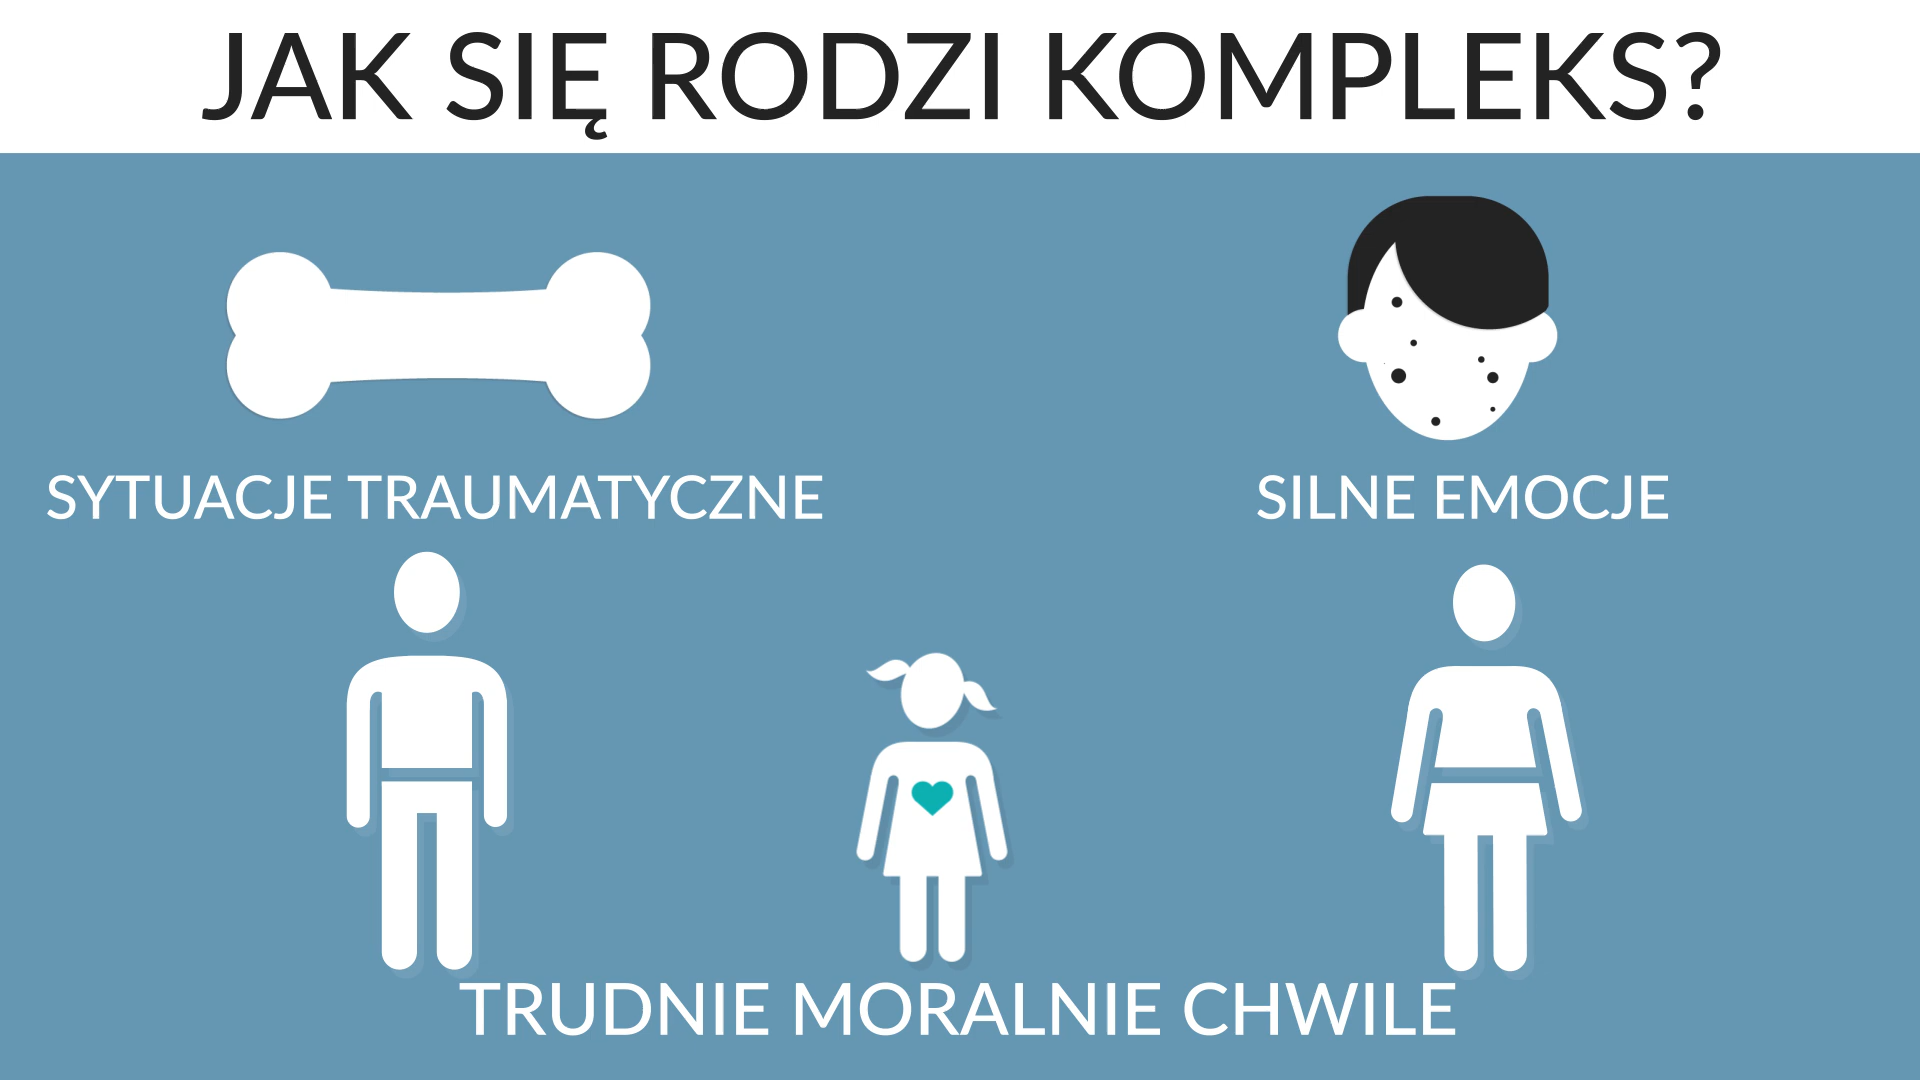 JAK SIĘ RODZI KOMPLEKS?
SYTUACJE TRAUMATYCZNE
SILNE EMOCJE
TRUDNIE MORALNIE CHWILE